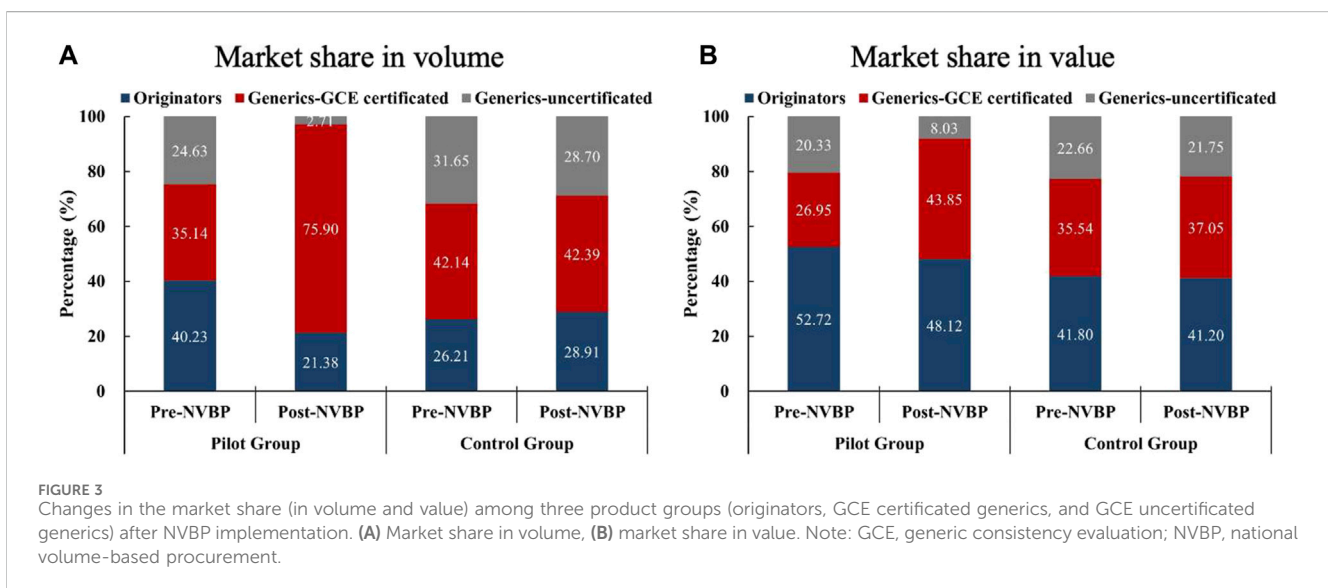 A
Market share in volume
Originators Generics-GCE certificated Generics-uncertificated
Percentage (%)
100
80
60
40
20
0
24.63
35.14
40.23
2.71
75.90
21.38
31.65
42.14
26.21
28.70
42.39
28.91
Pre-NVBP Post-NVBP Pre-NVBP Post-NVBP
Pilot Group Control Group
B
Market share in value
Originators Generics-GCE certificated Generics-uncertificated
Percentage (%)
100
80
60
40
20
0
20.33
26.95
52.72
8.03
43.85
48.12
22.66
35.54
41.80
21.75
37.05
41.20
Pre-NVBP Post-NVBP Pre-NVBP Post-NVBP
Pilot Group Control Group
FIGURE 3
Changes in the market share (in volume and value) among three product groups (originators, GCE certificated generics, and GCE uncertificated
generics) after NVBP implementation. (A) Market share in volume, (B) market share in value. Note: GCE, generic consistency evaluation; NVBP, national
volume-based procurement.